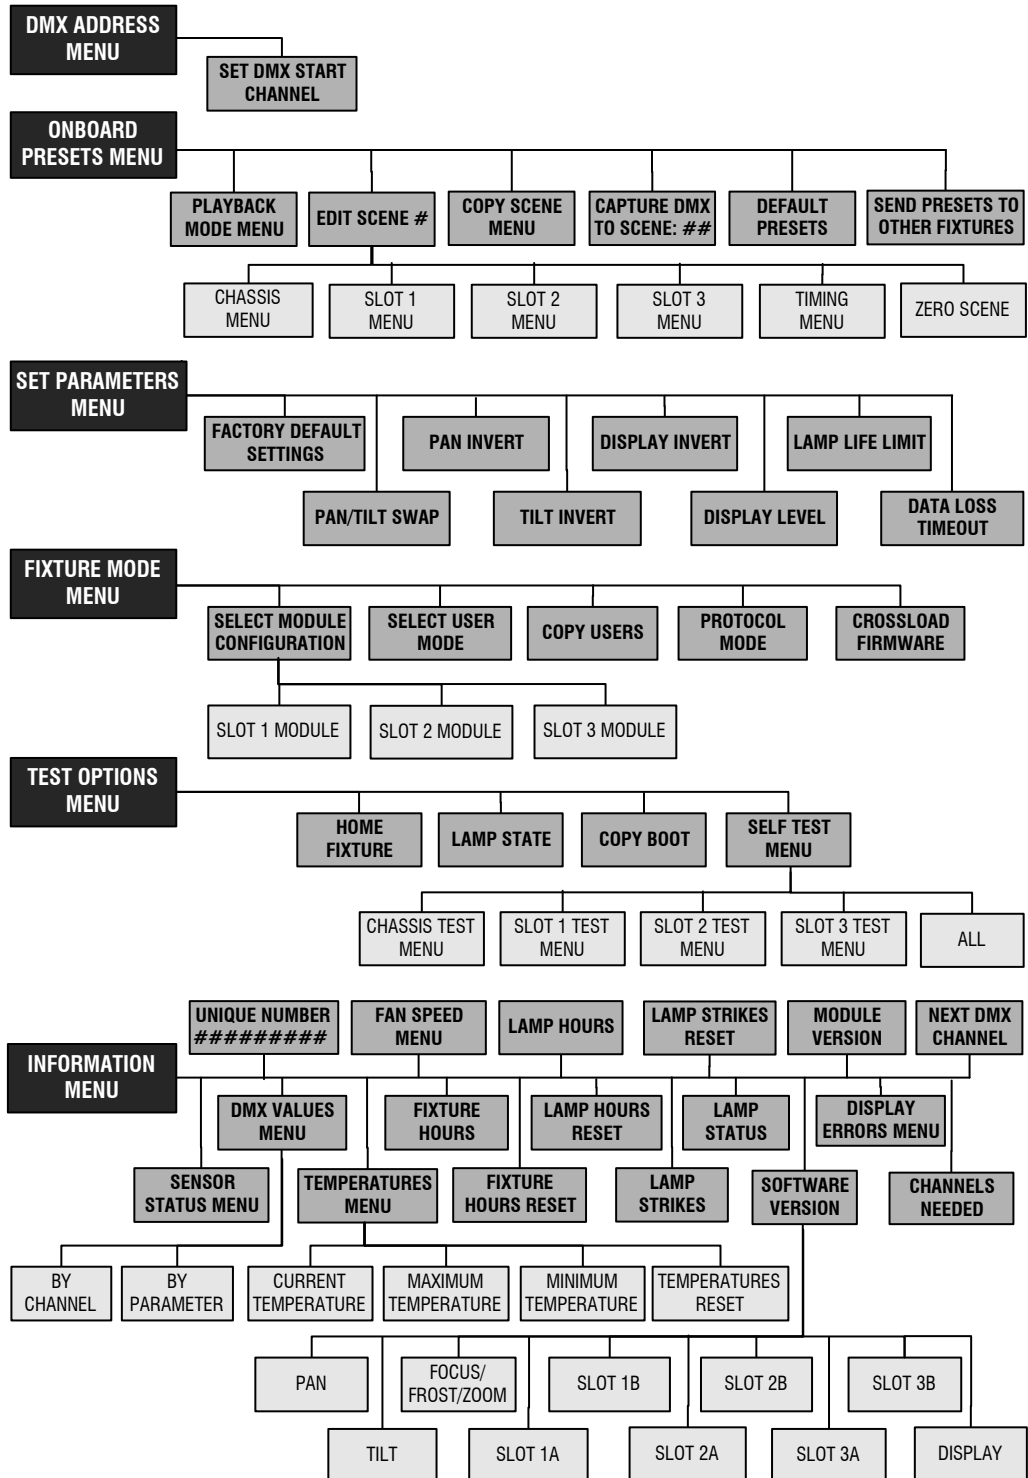 DMX ADDRESS
MENU
SET DMX START
CHANNEL
ONBOARD
PRESETS MENU
PLAYBACK
MODE MENU
EDIT SCENE #
COPY SCENE
MENU
CAPTURE DMX
TO SCENE: ##
DEFAULT
PRESETS
SEND PRESETS TO
OTHER FIXTURES
CHASSIS
MENU
SLOT 1
MENU
SLOT 2
MENU
SLOT 3
MENU
TIMING
MENU
ZERO SCENE
SET PARAMETERS
MENU
FACTORY DEFAULT
SETTINGS
PAN INVERT
DISPLAY INVERT
LAMP LIFE LIMIT
PAN/TILT SWAP
TILT INVERT
DISPLAY LEVEL
DATA LOSS
TIMEOUT
FIXTURE MODE
MENU
SELECT MODULE
CONFIGURATION
SELECT USER
MODE
COPY USERS
PROTOCOL
MODE
CROSSLOAD
FIRMWARE
SLOT 1 MODULE
SLOT 2 MODULE
SLOT 3 MODULE
TEST OPTIONS
MENU
HOME
FIXTURE
LAMP STATE
COPY BOOT
SELF TEST
MENU
CHASSIS TEST
MENU
SLOT 1 TEST
MENU
SLOT 2 TEST
MENU
SLOT 3 TEST
MENU
ALL
UNIQUE NUMBER
#########
FAN SPEED
MENU
LAMP HOURS
LAMP STRIKES
RESET
MODULE
VERSION
NEXT DMX
CHANNEL
INFORMATION
MENU
DMX VALUES
MENU
FIXTURE
HOURS
LAMP HOURS
RESET
LAMP
STATUS
DISPLAY
ERRORS MENU
SENSOR
STATUS MENU
TEMPERATURES
MENU
FIXTURE
HOURS RESET
LAMP
STRIKES
SOFTWARE
VERSION
CHANNELS
NEEDED
BY
CHANNEL
BY
PARAMETER
CURRENT
TEMPERATURE
MAXIMUM
TEMPERATURE
MINIMUM
TEMPERATURE
TEMPERATURES
RESET
PAN
FOCUS/
FROST/ZOOM
SLOT 1B
SLOT 2B
SLOT 3B
TILT
SLOT 1A
SLOT 2A
SLOT 3A
DISPLAY